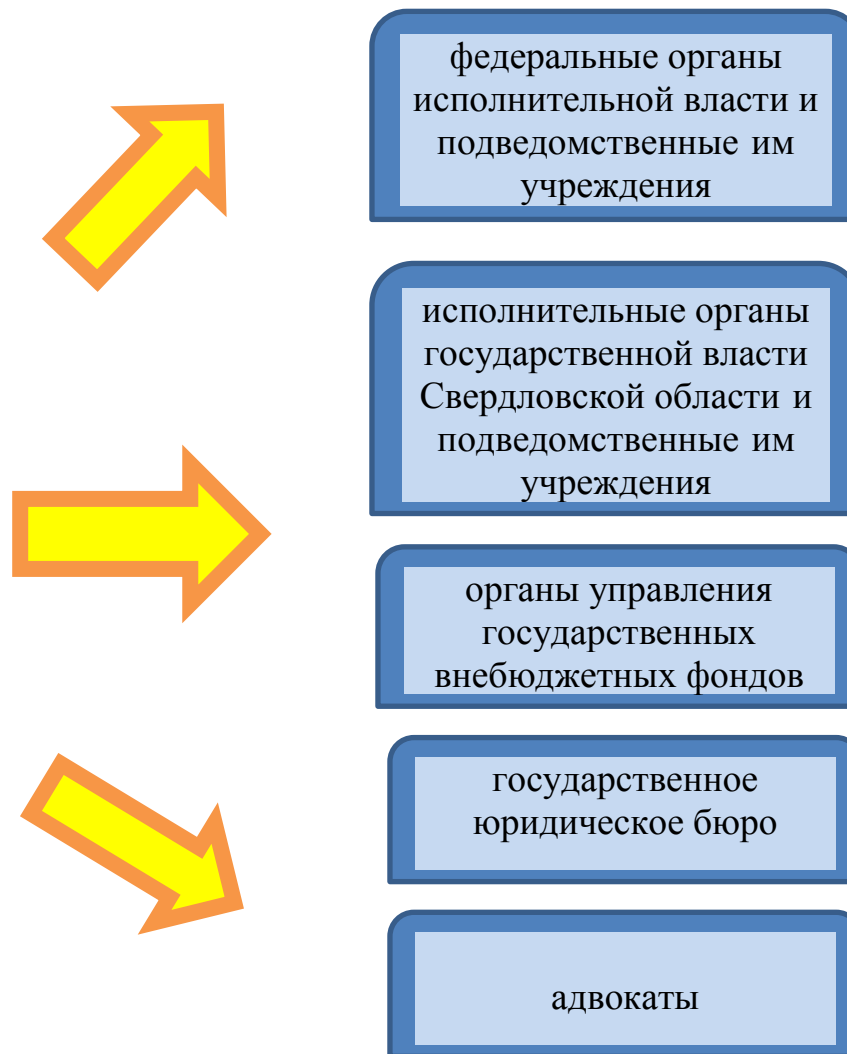 федеральные органы
исполнительной власти и
подведомственные им
учреждения
исполнительные органы
государственной власти
Свердловской области и
подведомственные им
учреждения
органы управления
государственных
внебюджетных фондов
государственное
юридическое бюро
адвокаты